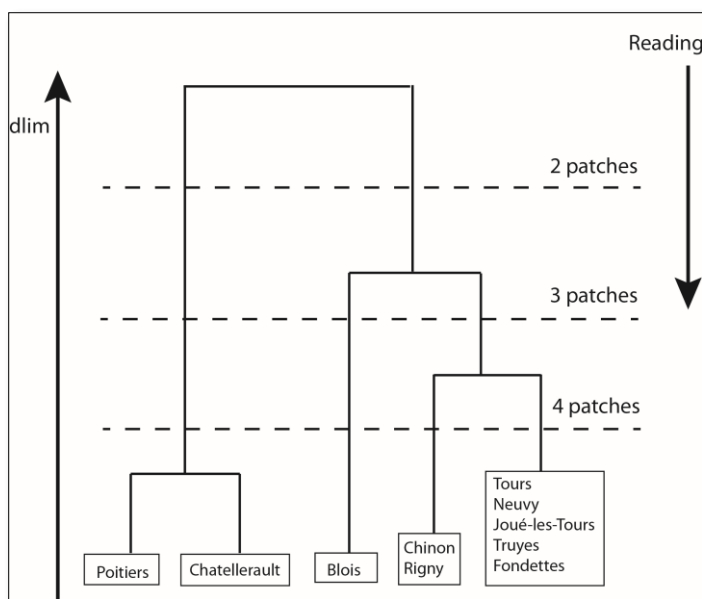 Reading
dlim
2 patches
3 patches
4 patches
Tours
Neuvy
Joué-les-Tours
Truyes
Fondettes
Chinon
Rigny
Poitiers
Chatellerault
Blois